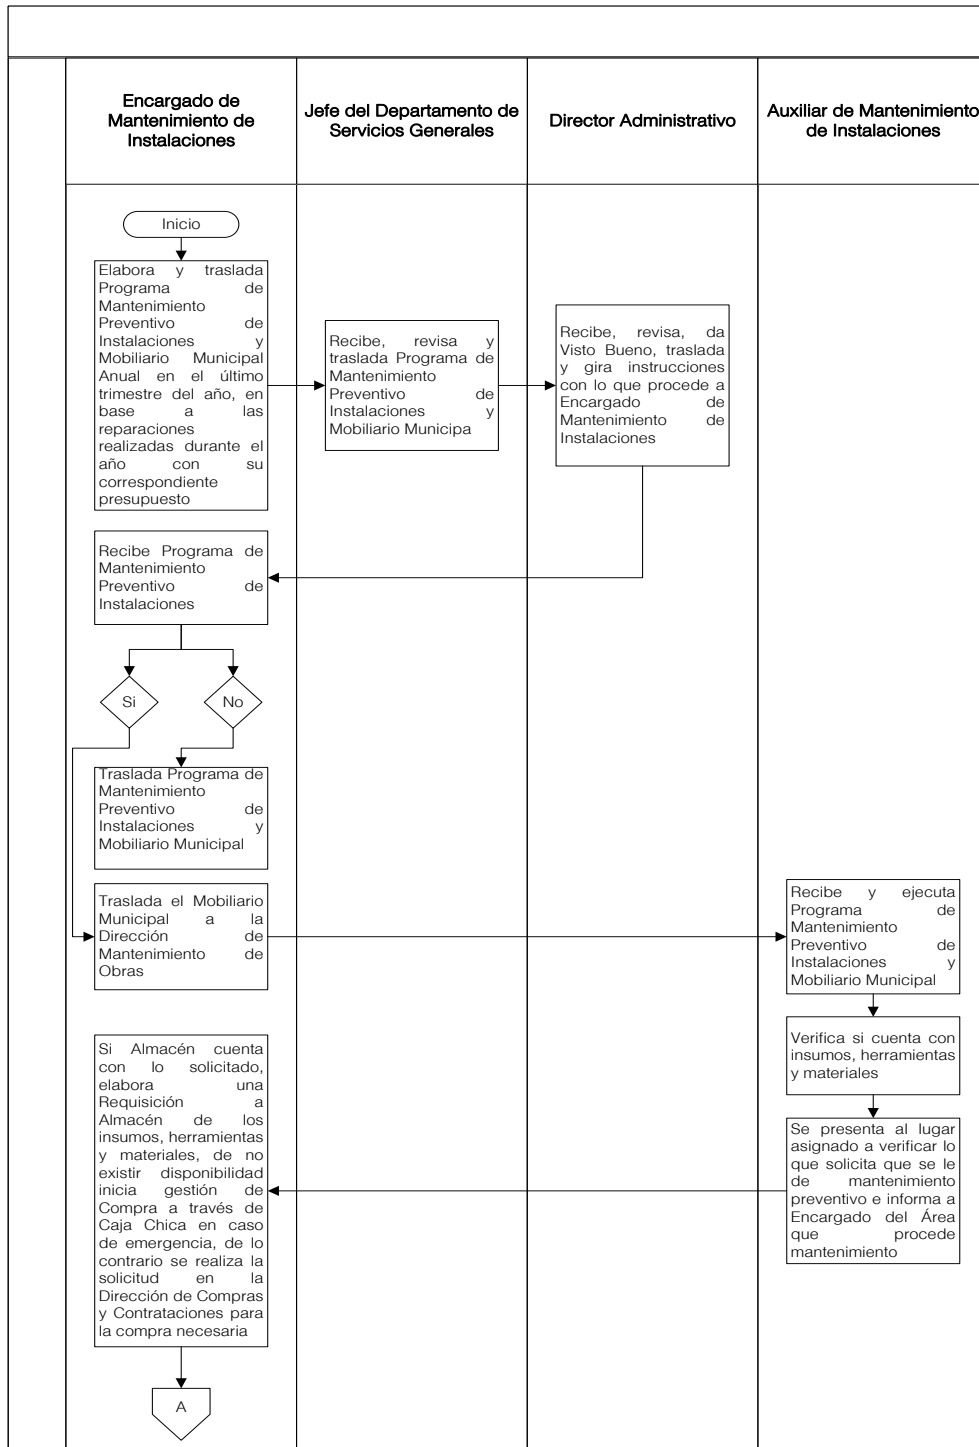 Encargado de
Mantenimiento de
Instalaciones
Jefe del Departamento de
Servicios Generales
Director Administrativo
Auxiliar de Mantenimiento
de Instalaciones
Inicio
Elabora y traslada
Programa de
Mantenimiento
Preventivo de
Instalaciones y
Mobiliario Municipal
Anual en el último
trimestre del año, en
base a las
reparaciones
realizadas durante el
año con su
correspondiente
presupuesto
Recibe, revisa y
traslada Programa de
Mantenimiento
Preventivo de
Instalaciones y
Mobiliario Municipa
Recibe, revisa, da
Visto Bueno, traslada
y gira instrucciones
con lo que procede a
Encargado de
Mantenimiento de
Instalaciones
Recibe Programa de
Mantenimiento
Preventivo de
Instalaciones
Si
No
Traslada Programa de
Mantenimiento
Preventivo de
Instalaciones y
Mobiliario Municipal
Traslada el Mobiliario
Municipal a la
Dirección de
Mantenimiento de
Obras
Recibe y ejecuta
Programa de
Mantenimiento
Preventivo de
Instalaciones y
Mobiliario Municipal
Verifica si cuenta con
insumos, herramientas
y materiales
Se presenta al lugar
asignado a verificar lo
que solicita que se le
de mantenimiento
preventivo e informa a
Encargado del Área
que procede
mantenimiento
Si Almacén cuenta
con lo solicitado,
elabora una
Requisición a
Almacén de los
insumos, herramientas
y materiales, de no
existir disponibilidad
inicia gestión de
Compra a través de
Caja Chica en caso
de emergencia, de lo
contrario se realiza la
solicitud en la
Dirección de Compras
y Contrataciones para
la compra necesaria
A